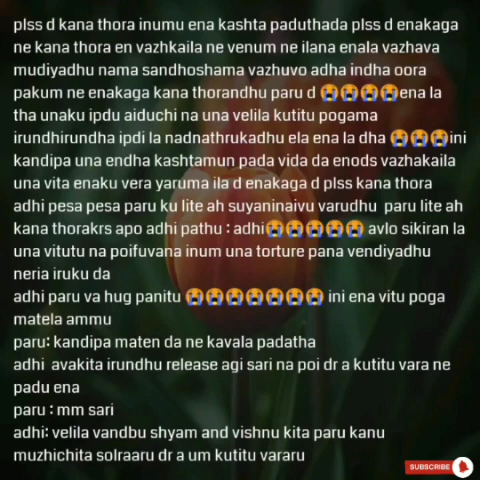 plss d kana thora inumu ena kashta paduthada plss d enakaga
ne kana thora en vazhkaila ne venum ne ilana enala vazhava
mudiyadhu nama sandhoshama vazhuvo adha indha oora
pakum ne enakaga kana thorandhu paru d 😭😭😭😭ena la
tha unaku ipdu aiduchi na una velila kutitu pogama
irundhirundha ipdi la nadnathrukadhu ela ena la dha 😭😭😭ini
kandipa una endha kashtamun pada vida da enods vazhakaila
una vita enaku vera yaruma ila d enakaga d plss kana thora
adhi pesa pesa paru ku lite ah suyaninaivu varudhu  paru lite ah
kana thorakrs apo adhi pathu : adhi😭😭😭😭😭 avlo sikiran la
una vitutu na poifuvana inum una torture pana vendiyadhu
neria iruku da
adhi paru va hug panitu 😭😭😭😭😭😭😭 ini ena vitu poga
matela ammu
paru: kandipa maten da ne kavala padatha
adhi  avakita irundhu release agi sari na poi dr a kutitu vara ne
padu ena
paru : mm sari
adhi: velila vandbu shyam and vishnu kita paru kanu
muzhichita solraaru dr a um kutitu vararu
SUBSCRIBE